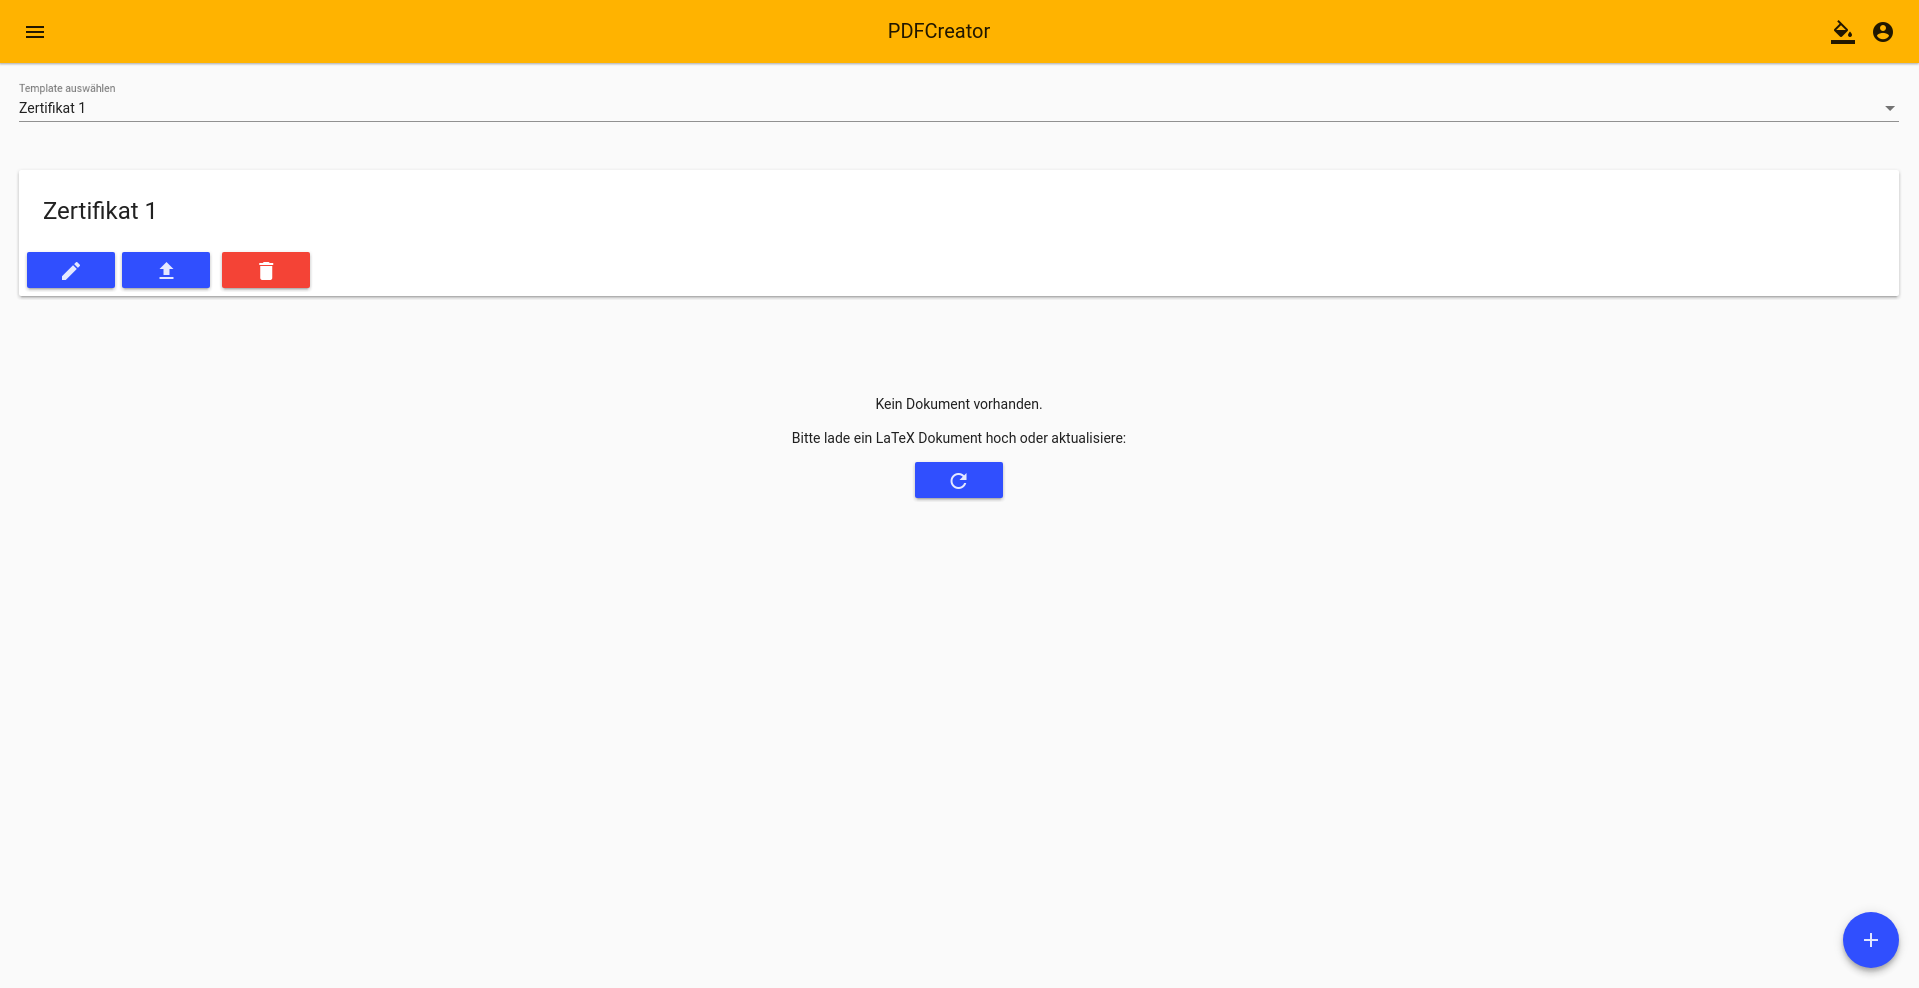 PDFCreator
Template auswählen
Zertifikat 1
Zertifikat 1
Kein Dokument vorhanden.
Bitte lade ein LaTeX Dokument hoch oder aktualisiere: